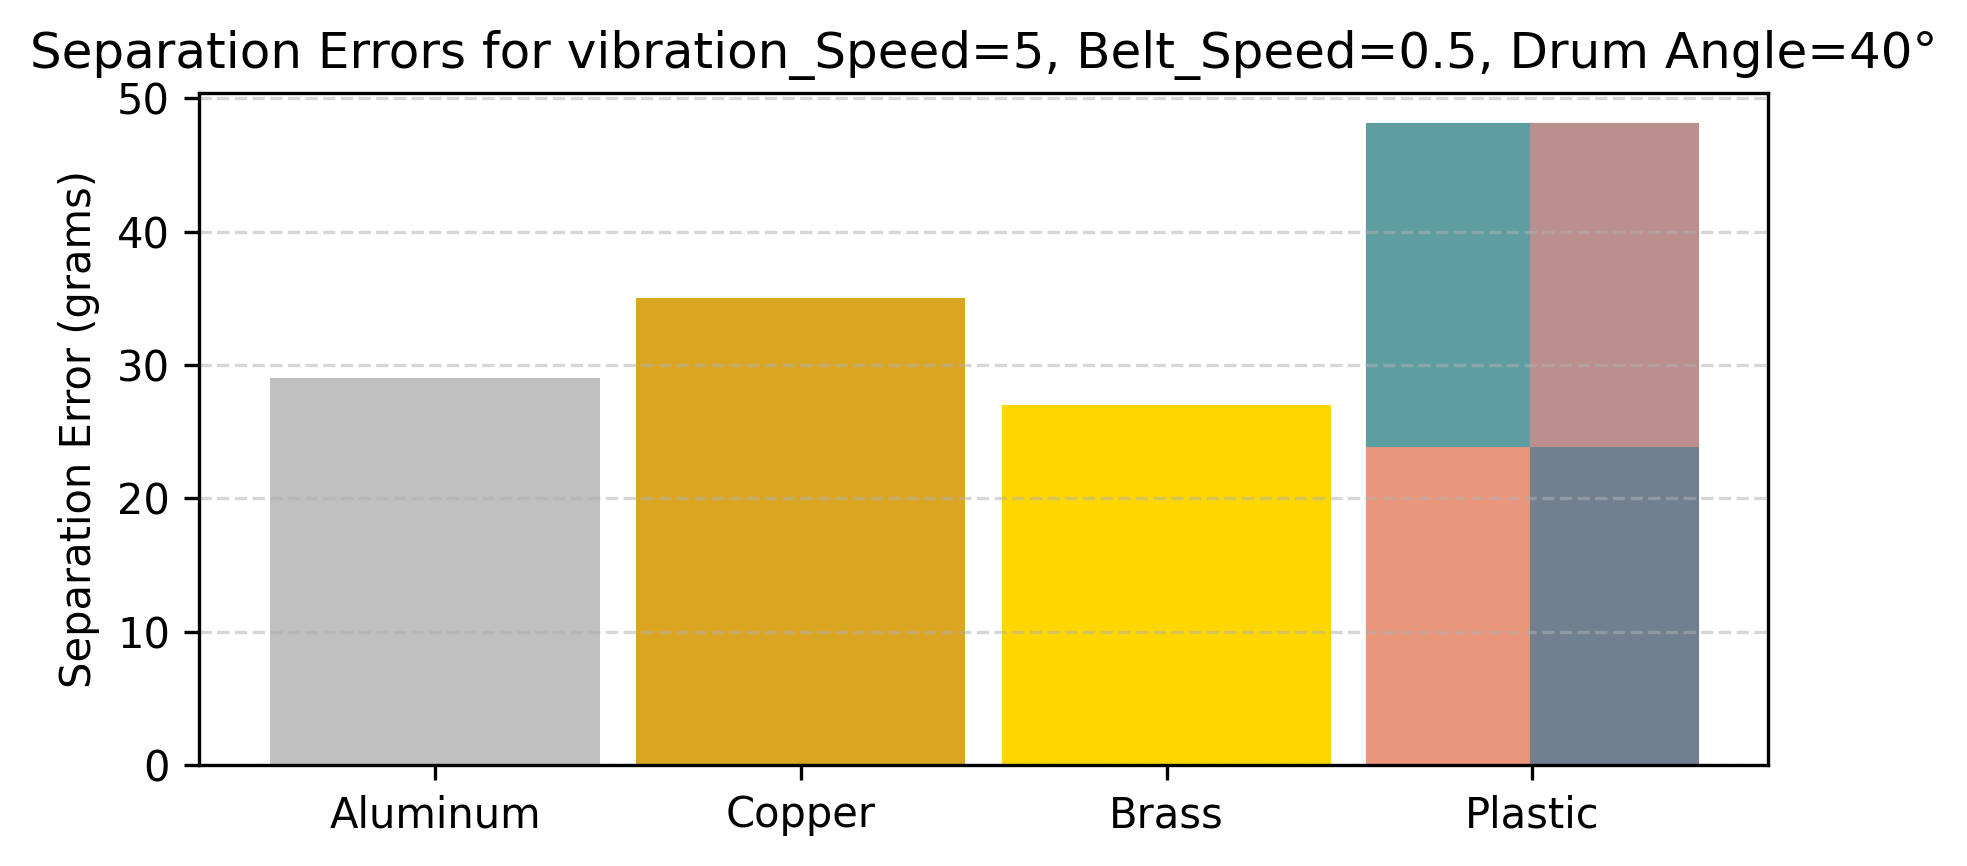 Separation Errors for vibration_Speed=5, Belt_Speed=0.5, Drum Angle=40°
Separation Error (grams)
50
40
30
20
10
0
Aluminum
Copper
Brass
Plastic